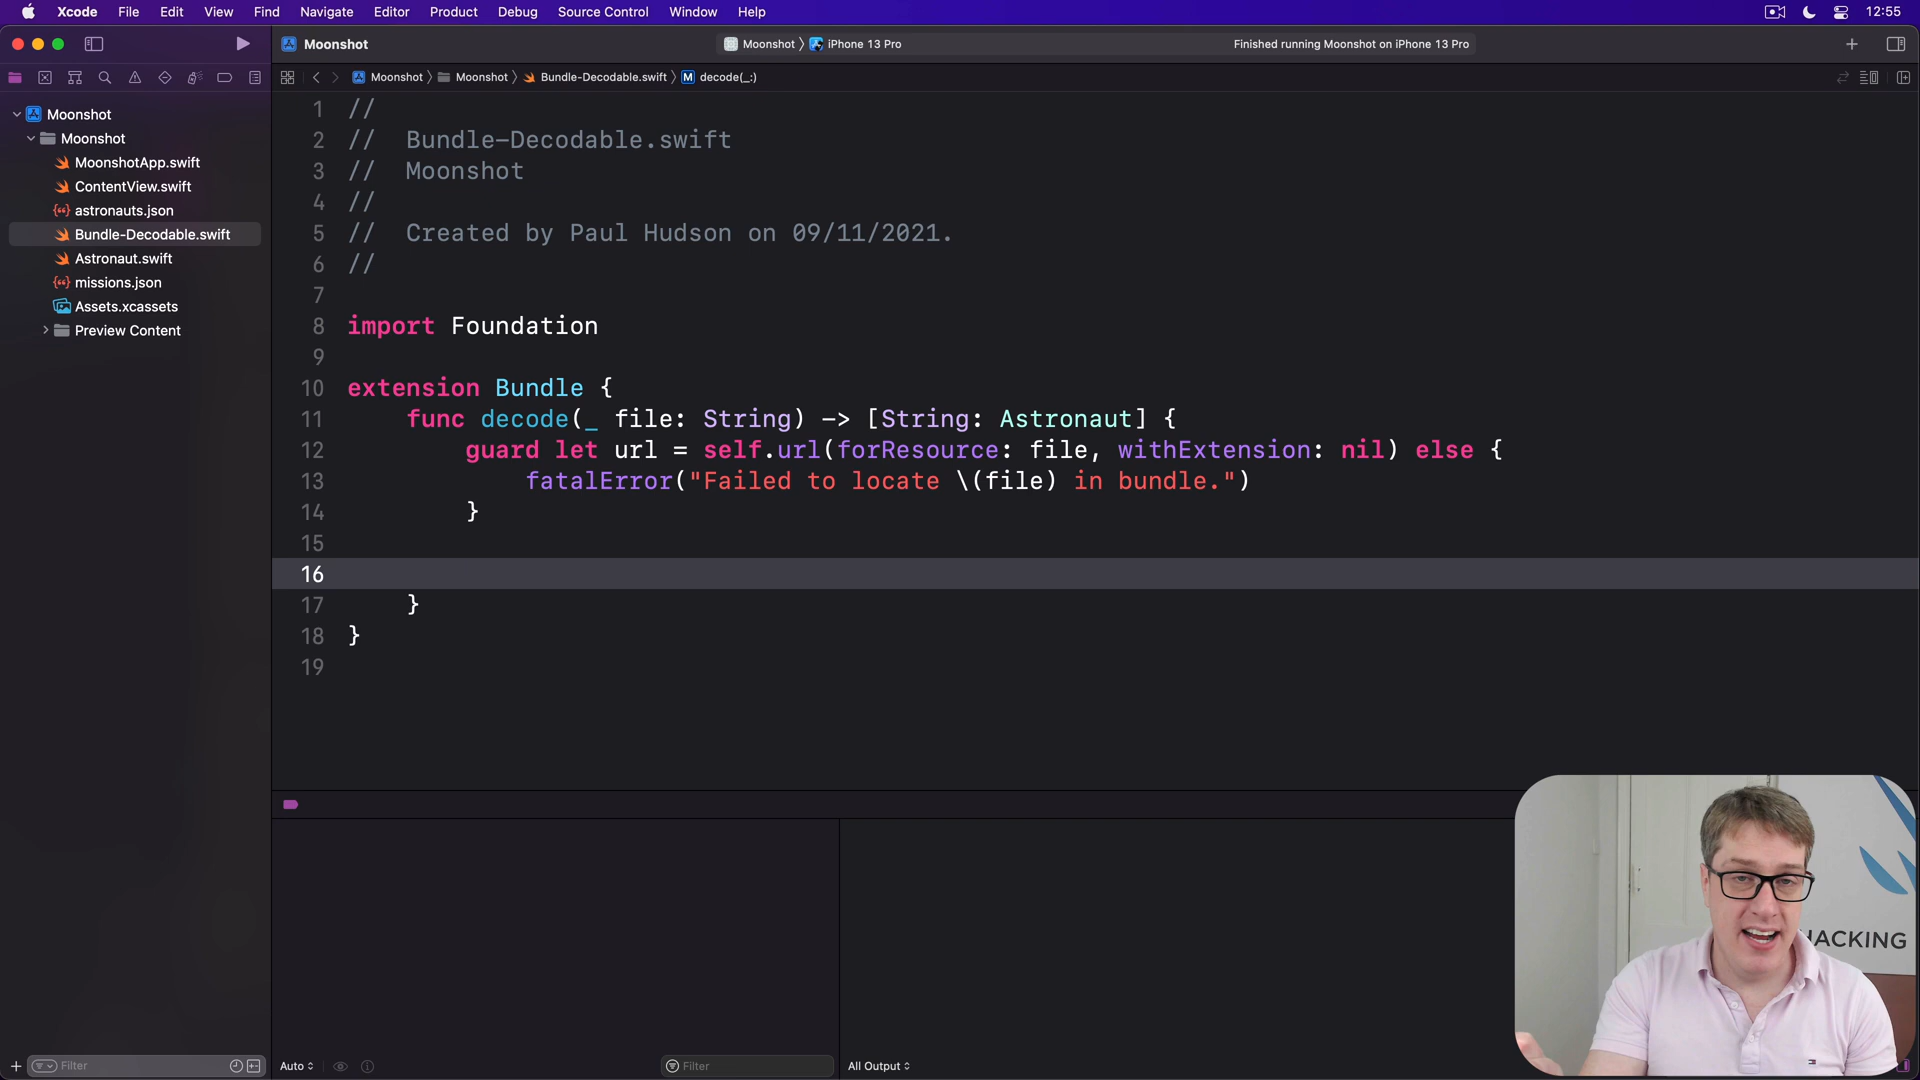 Xcode File Edit View Find Navigate Editor Product Debug Source Control Window Help 12:55
Moonshot Moonshot iPhone 13 Pro Finished running Moonshot on iPhone 13 Pro
Moonshot Moonshot Bundle-Decodable.swift M decode(_:)
Moonshot
Moonshot
MoonshotApp.swift
ContentView.swift
astronauts.json
Bundle-Decodable.swift
Astronaut.swift
missions.json
Assets.xcassets
Preview Content
1 //
2 // Bundle-Decodable.swift
3 // Moonshot
4 //
5 // Created by Paul Hudson on 09/11/2021.
6 //
7
8 import Foundation
9
10 extension Bundle {
11 func decode(_ file: String) -> [String: Astronaut] {
12 guard let url = self.url(forResource: file, withExtension: nil) else {
13 fatalError("Failed to locate \(file) in bundle.")
14 }
15
16
17 }
18 }
19
HACKING
Filter Auto Filter All Output